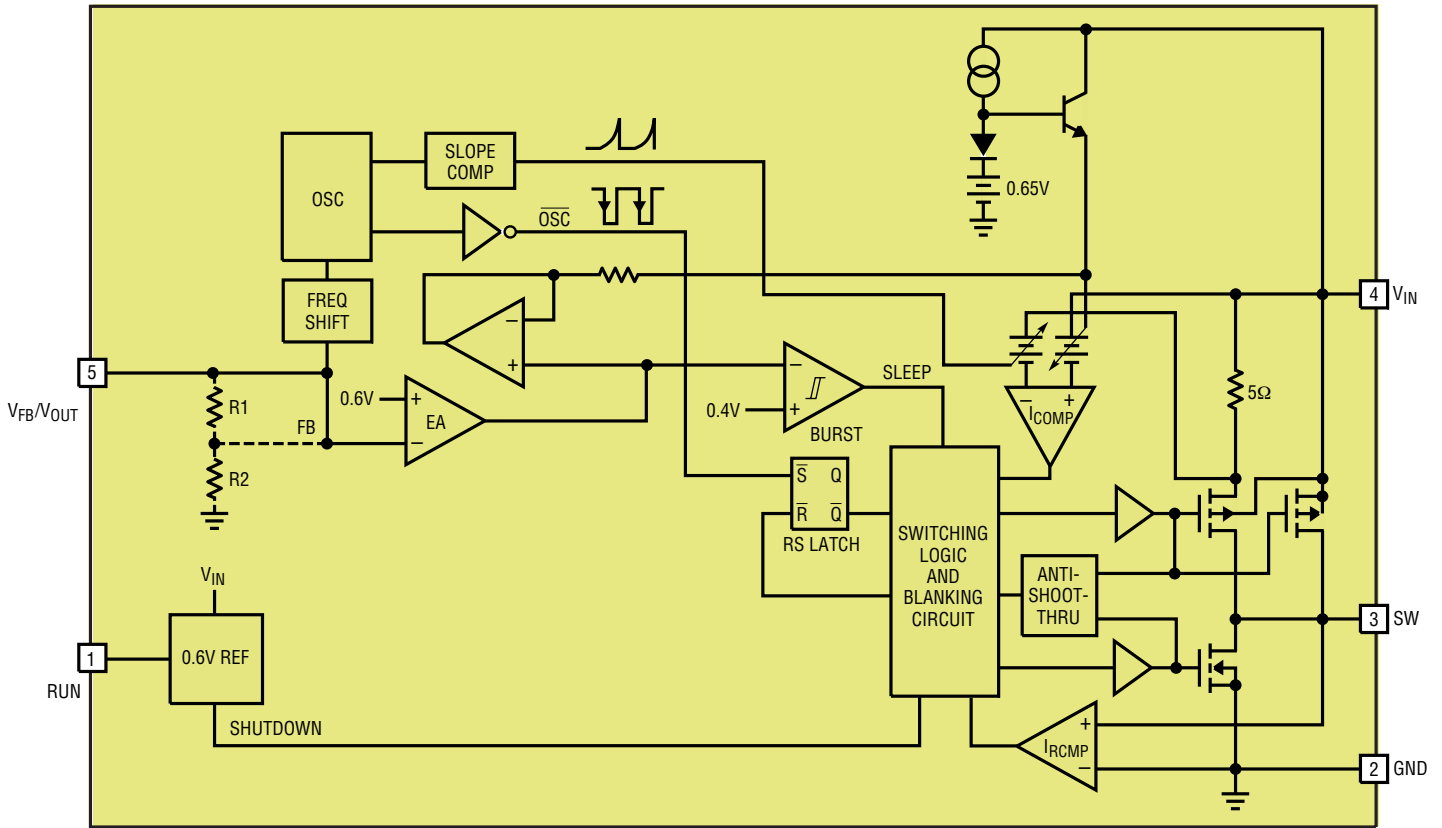 0.65V
SLOPE
COMP
OSC
OSC
FREQ
SHIFT
4
VIN
5
VFB/VOUT
R1
R2
FB
0.6V
+
EA
−
−
+
0.4V
−
+
BURST
SLEEP
−
+
ICOMP
5Ω
S Q
R Q
RS LATCH
SWITCHING
LOGIC
AND
BLANKING
CIRCUIT
ANTI-
SHOOT-
THRU
3
SW
VIN
0.6V REF
1
RUN
SHUTDOWN
+
IRCMP
−
2
GND